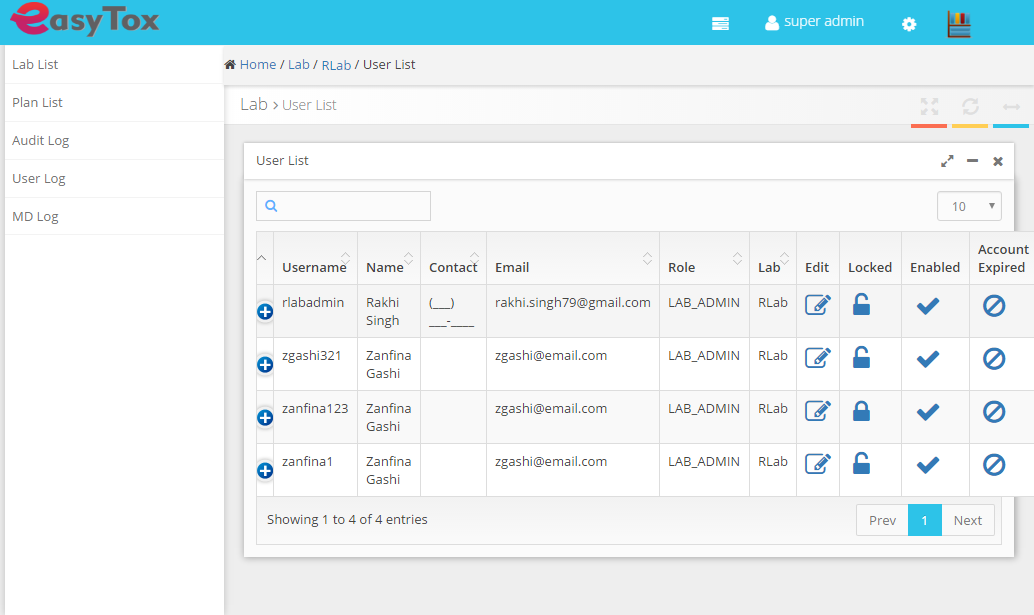 easyTox
super admin
Lab List
Plan List
Audit Log
User Log
MD Log
Home / Lab / RLab / User List
Lab > User List
User List
10
Username Name Contact Email Role Lab Edit Locked Enabled Account Expired
rlabadmin Rakhi Singh (___) ___-____ rakhi.singh79@gmail.com LAB_ADMIN RLab
zgashi321 Zanfina Gashi zgashi@email.com LAB_ADMIN RLab
zanfina123 Zanfina Gashi zgashi@email.com LAB_ADMIN RLab
zanfina1 Zanfina Gashi zgashi@email.com LAB_ADMIN RLab
Showing 1 to 4 of 4 entries
Prev 1 Next